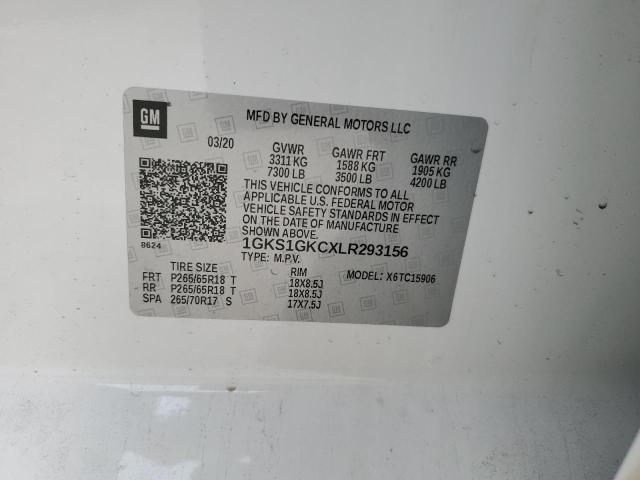 GM
MFD BY GENERAL MOTORS LLC
03/20 GVWR GAWR FRT GAWR RR
3311 KG 1588 KG 1905 KG
7300 LB 3500 LB 4200 LB
THIS VEHICLE CONFORMS TO ALL
APPLICABLE U.S. FEDERAL MOTOR
VEHICLE SAFETY STANDARDS IN EFFECT
ON THE DATE OF MANUFACTURE
SHOWN ABOVE.
8624
1GKS1GKCXLR293156
TYPE: M.P.V. MODEL: X6TC15906
TIRE SIZE RIM
FRT P265/65R18 T 18X8.5J
RR P265/65R18 T 18X8.5J
SPA 265/70R17 S 17X7.5J